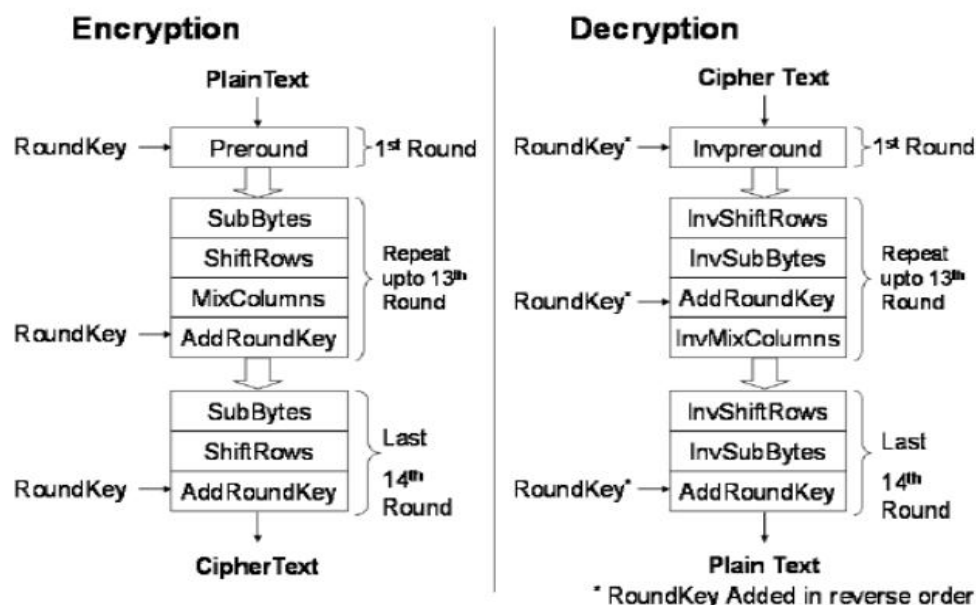 Encryption
PlainText
RoundKey
Preround
1st Round
SubBytes
ShiftRows
MixColumns
RoundKey
AddRoundKey
Repeat
upto 13th
Round
SubBytes
ShiftRows
RoundKey
AddRoundKey
Last
14th
Round
CipherText
Decryption
Cipher Text
RoundKey*
Invpreround
1st Round
InvShiftRows
InvSubBytes
RoundKey*
AddRoundKey
InvMixColumns
Repeat
upto 13th
Round
InvShiftRows
InvSubBytes
RoundKey*
AddRoundKey
Last
14th
Round
Plain Text
* RoundKey Added in reverse order